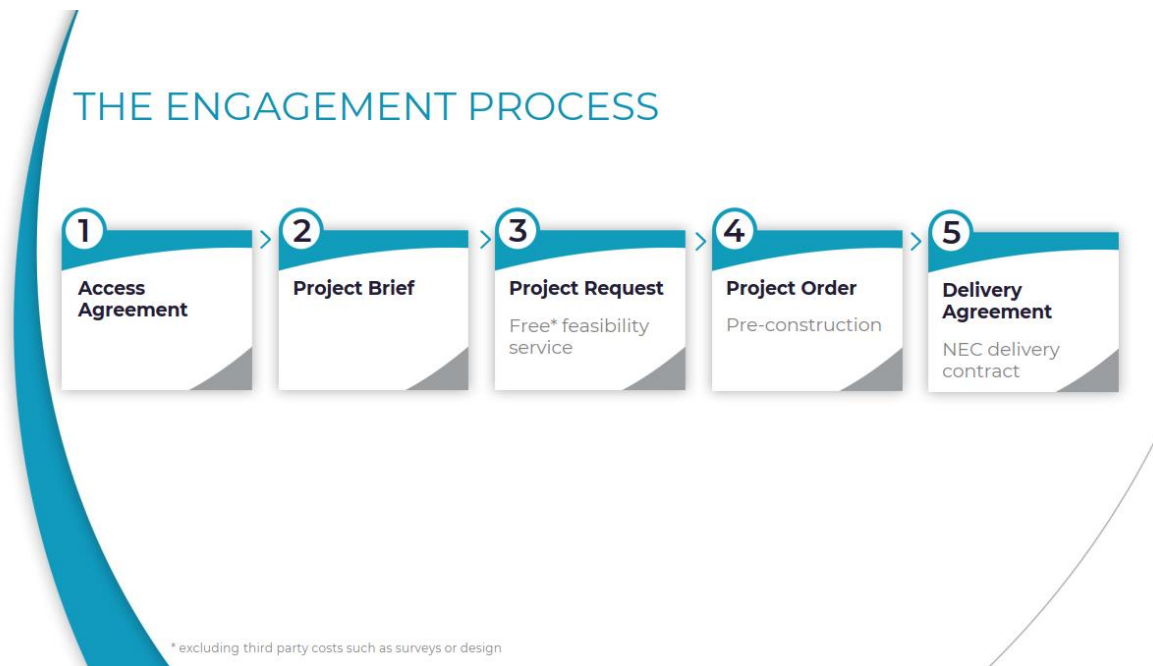 THE ENGAGEMENT PROCESS
1
Access
Agreement
2
Project Brief
3
Project Request
Free* feasibility
service
4
Project Order
Pre-construction
5
Delivery
Agreement
NEC delivery
contract
* excluding third party costs such as surveys or design